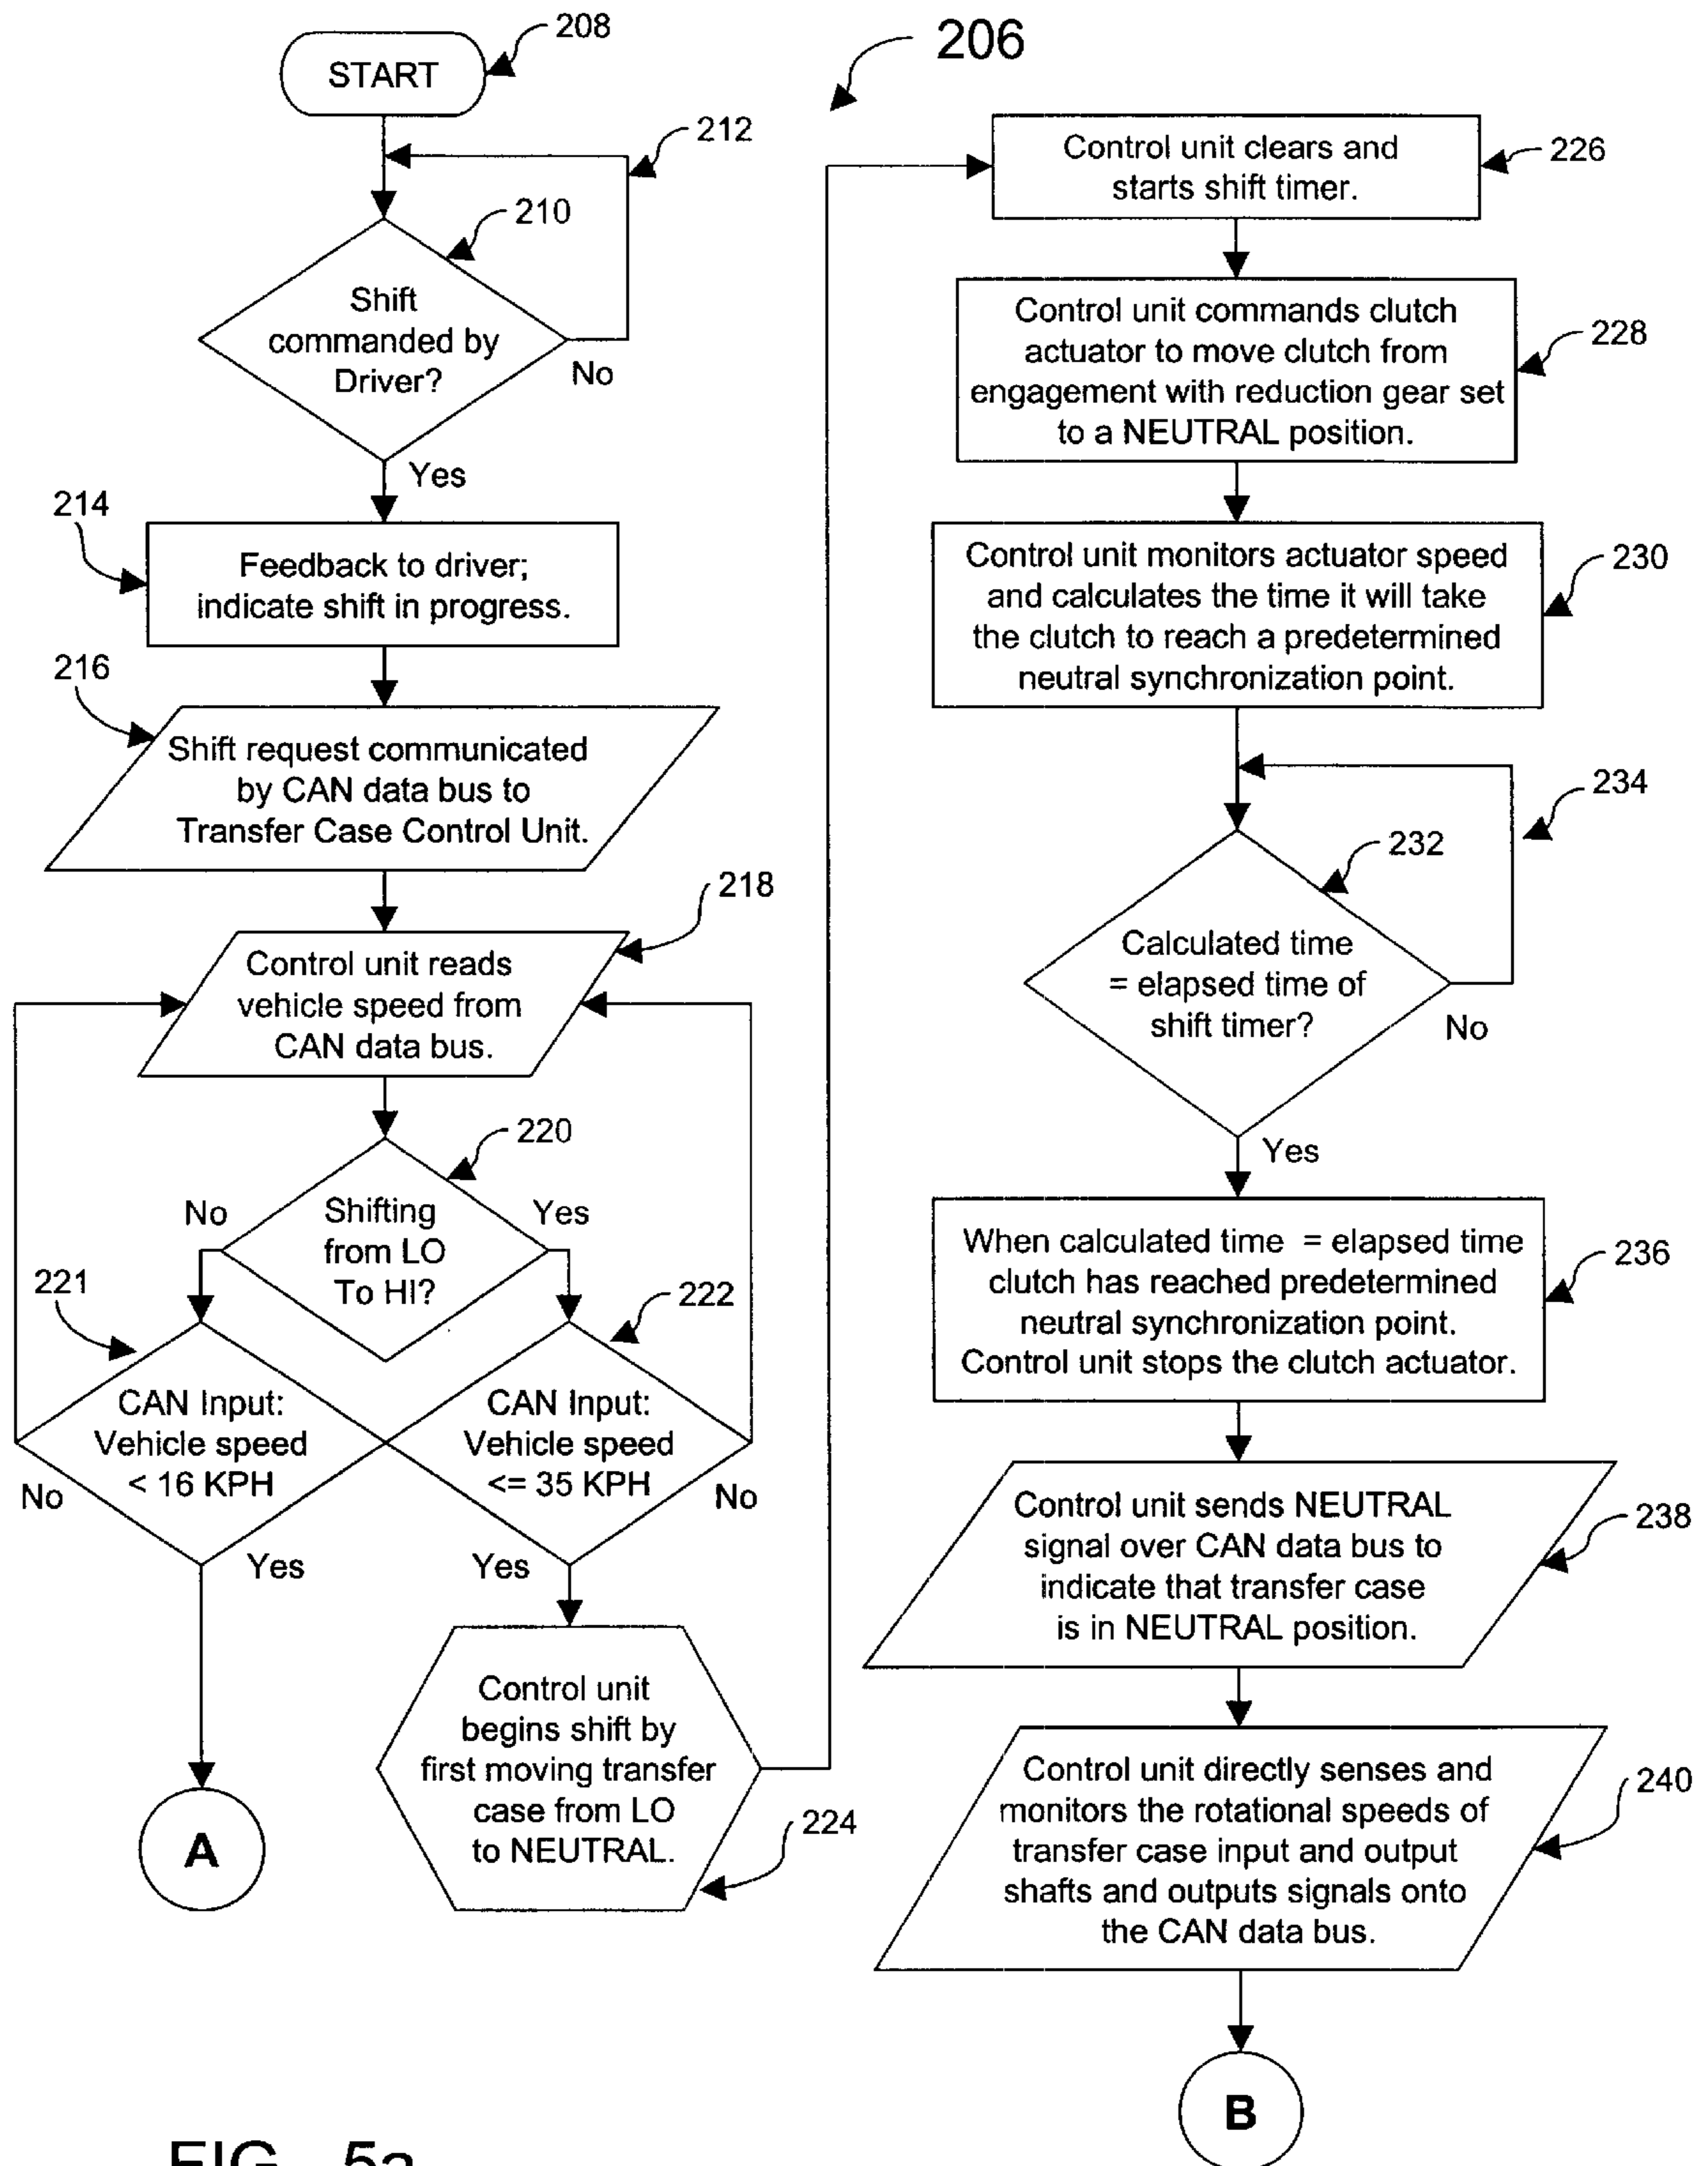 START
208
206
212
210
Shift
commanded by
Driver?
No
Yes
214
Feedback to driver;
indicate shift in progress.
216
Shift request communicated
by CAN data bus to
Transfer Case Control Unit.
218
Control unit reads
vehicle speed from
CAN data bus.
220
No
Shifting
from LO
To HI?
Yes
221
222
CAN Input:
Vehicle speed
< 16 KPH
No
Yes
CAN Input:
Vehicle speed
<= 35 KPH
No
Yes
A
Control unit
begins shift by
first moving transfer
case from LO
to NEUTRAL.
224
Control unit clears and
starts shift timer.
226
Control unit commands clutch
actuator to move clutch from
engagement with reduction gear set
to a NEUTRAL position.
228
Control unit monitors actuator speed
and calculates the time it will take
the clutch to reach a predetermined
neutral synchronization point.
230
234
232
Calculated time
= elapsed time of
shift timer?
No
Yes
When calculated time = elapsed time
clutch has reached predetermined
neutral synchronization point.
Control unit stops the clutch actuator.
236
Control unit sends NEUTRAL
signal over CAN data bus to
indicate that transfer case
is in NEUTRAL position.
238
Control unit directly senses and
monitors the rotational speeds of
transfer case input and output
shafts and outputs signals onto
the CAN data bus.
240
B
FIG. 5a